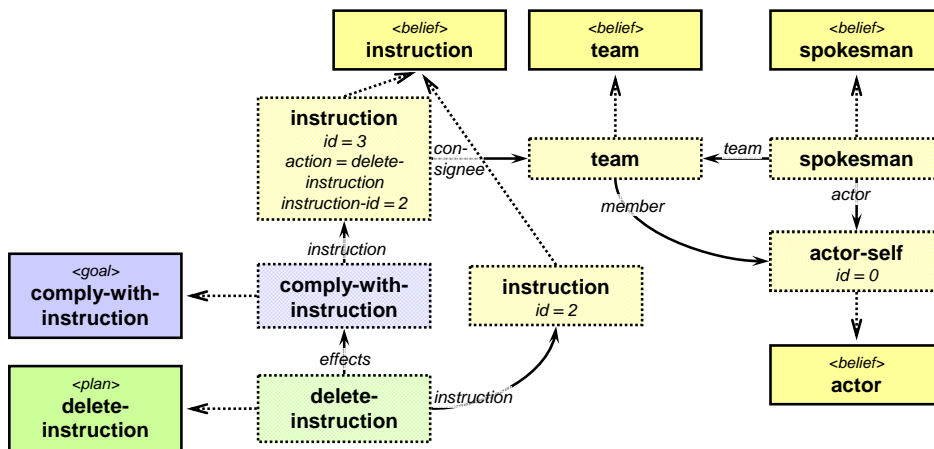 <belief>
instruction
<belief>
team
<belief>
spokesman
instruction
id = 3
action = delete-
instruction
instruction-id = 2
con-
signee
team
team
spokesman
member
actor
instruction
actor-self
id = 0
<goal>
comply-with-
instruction
comply-with-
instruction
instruction
id = 2
effects
<plan>
delete-
instruction
delete-
instruction
instruction
<belief>
actor